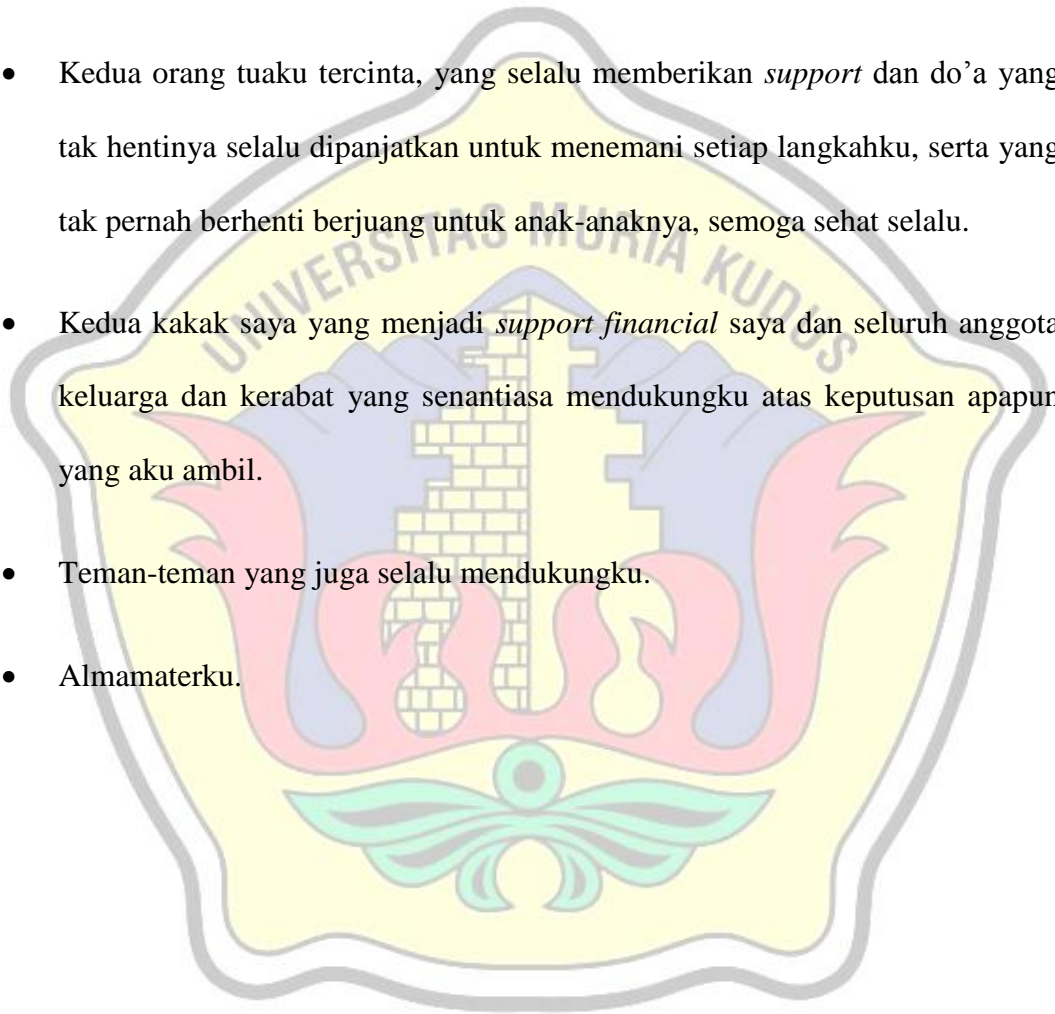 • Kedua orang tuaku tercinta, yang selalu memberikan support dan do’a yang
tak hentinya selalu dipanjatkan untuk menemani setiap langkahku, serta yang
tak pernah berhenti berjuang untuk anak-anaknya, semoga sehat selalu.
UNIVERSITAS MURIA KUDUS
• Kedua kakak saya yang menjadi support financial saya dan seluruh anggota
keluarga dan kerabat yang senantiasa mendukungku atas keputusan apapun
yang aku ambil.
• Teman-teman yang juga selalu mendukungku.
• Almamaterku.